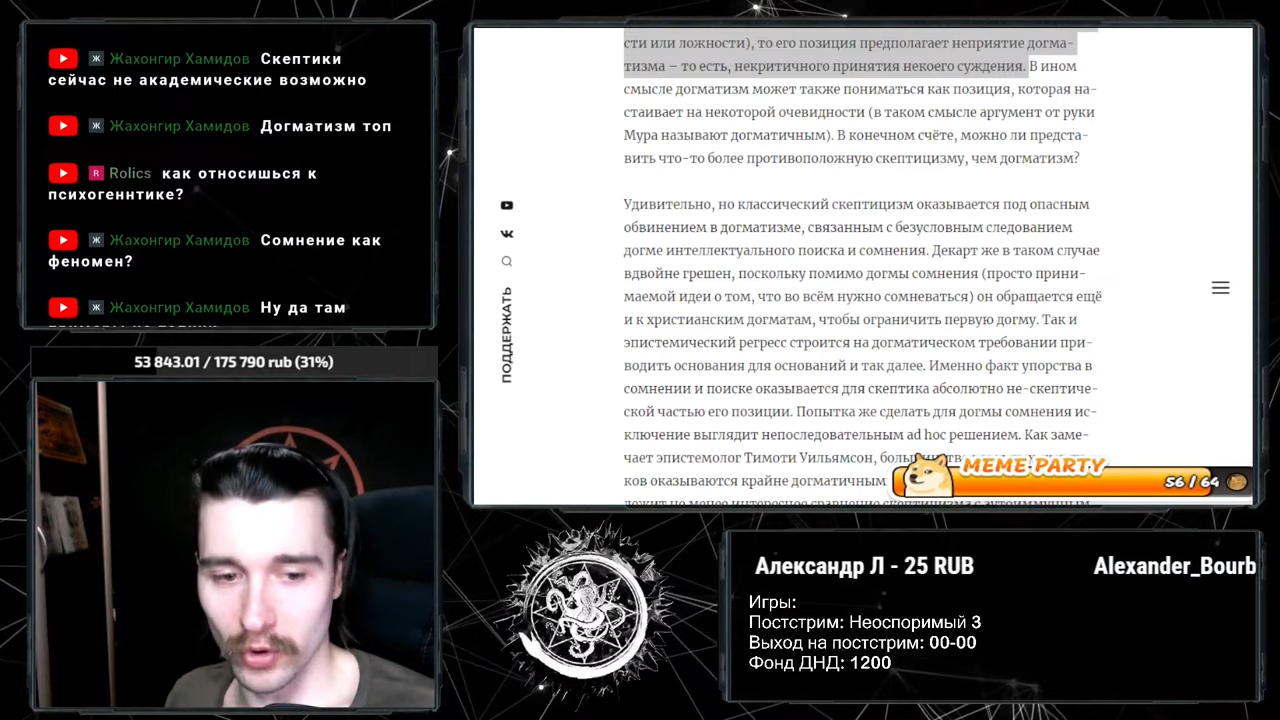 Жахонгир Хамидов Скептики
сейчас не академические возможно
Жахонгир Хамидов Догматизм топ
Rolics как относишься к
психогеннтике?
Жахонгир Хамидов Сомнение как
феномен?
Жахонгир Хамидов Ну да там
53 843.01 / 175 790 rub (31%)
сти или ложности), то его позиция предполагает неприятие догма-
тизма – то есть, некритичного принятия некоего суждения. В ином
смысле догматизм может также пониматься как позиция, которая на-
стаивает на некоторой очевидности (в таком смысле аргумент от руки
Мура называют догматичным). В конечном счёте, можно ли предста-
вить что-то более противоположную скептицизму, чем догматизм?
Удивительно, но классический скептицизм оказывается под опасным
обвинением в догматизме, связанным с безусловным следованием
догме интеллектуального поиска и сомнения. Декарт же в таком случае
вдвойне грешен, поскольку помимо догмы сомнения (просто прини-
маемой идеи о том, что во всём нужно сомневаться) он обращается ещё
и к христианским догматам, чтобы ограничить первую догму. Так и
эпистемический регресс строится на догматическом требовании при-
водить основания для оснований и так далее. Именно факт упорства в
сомнении и поиске оказывается для скептика абсолютно не-скептиче-
ской частью его позиции. Попытка же сделать для догмы сомнения ис-
ключение выглядит непоследовательным ad hoc решением. Как заме-
чает эпистемолог Тимоти Уильямсон,
ков оказываются крайне догматичным
лежит не менее интересное сравнение скептицизма с аутоиммунным
ПОДДЕРЖАТЬ
MEME PARTY
56 / 64
Александр Л - 25 RUB
Alexander_Bourb
Игры:
Постстрим: Неоспоримый 3
Выход на постстрим: 00-00
Фонд ДНД: 1200